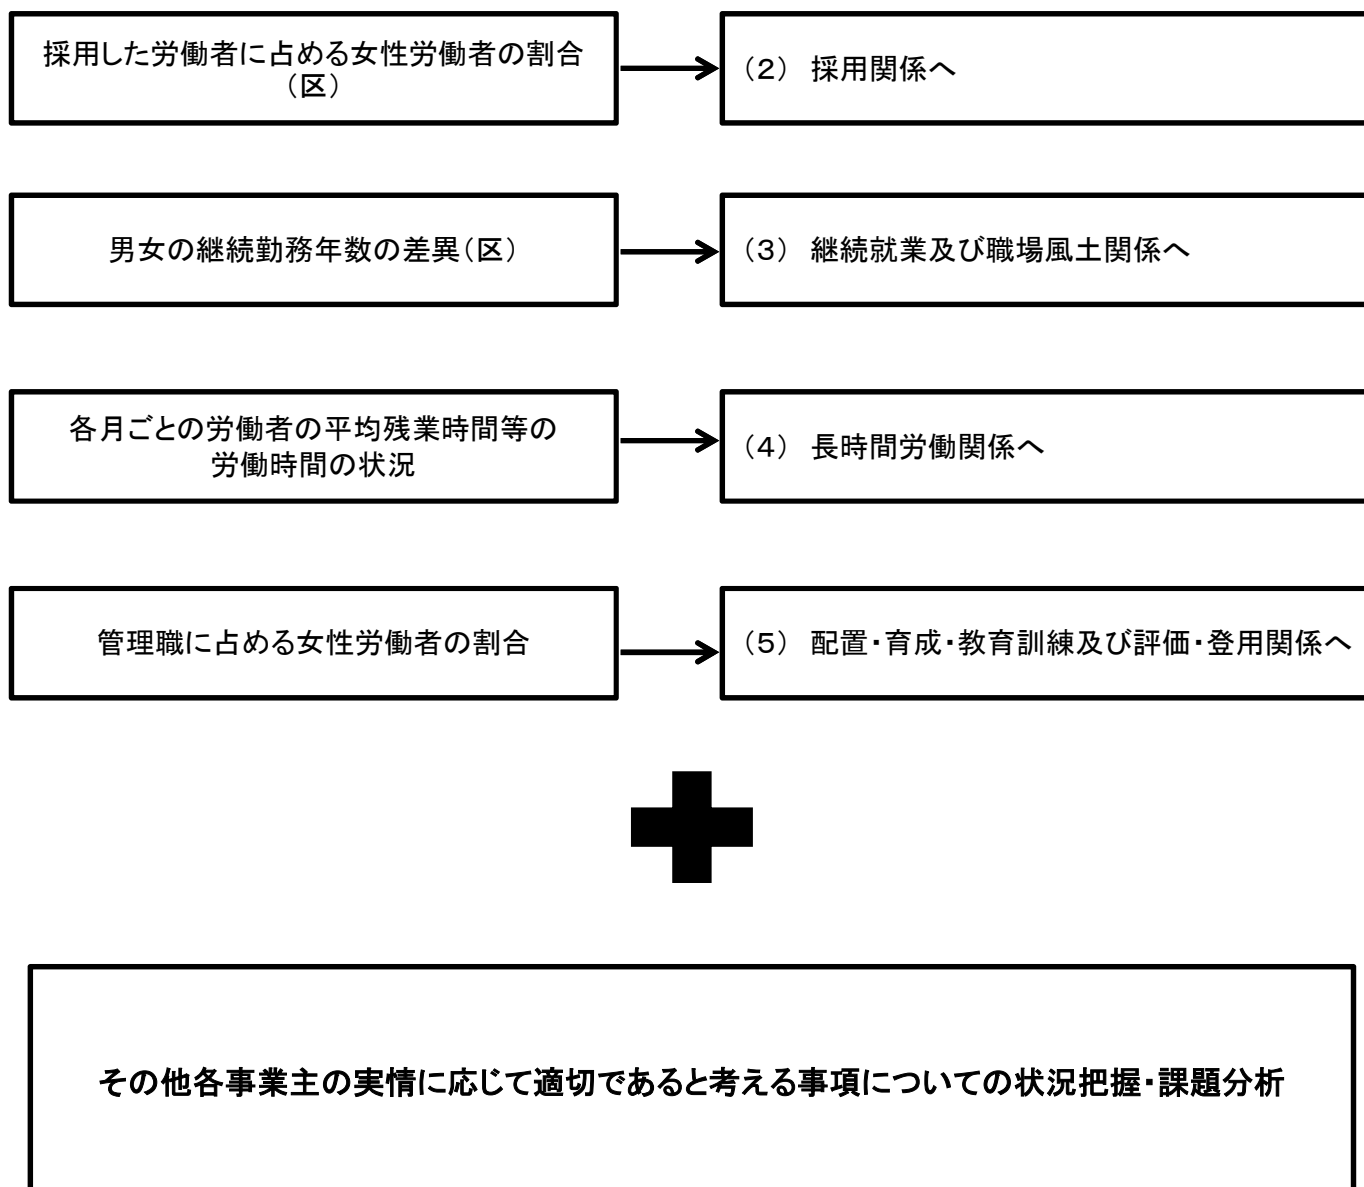 採用した労働者に占める女性労働者の割合
（区）
（２） 採用関係へ
男女の継続勤務年数の差異（区）
（３） 継続就業及び職場風土関係へ
各月ごとの労働者の平均残業時間等の
労働時間の状況
（４） 長時間労働関係へ
管理職に占める女性労働者の割合
（５） 配置・育成・教育訓練及び評価・登用関係へ
その他各事業主の実情に応じて適切であると考える事項についての状況把握・課題分析